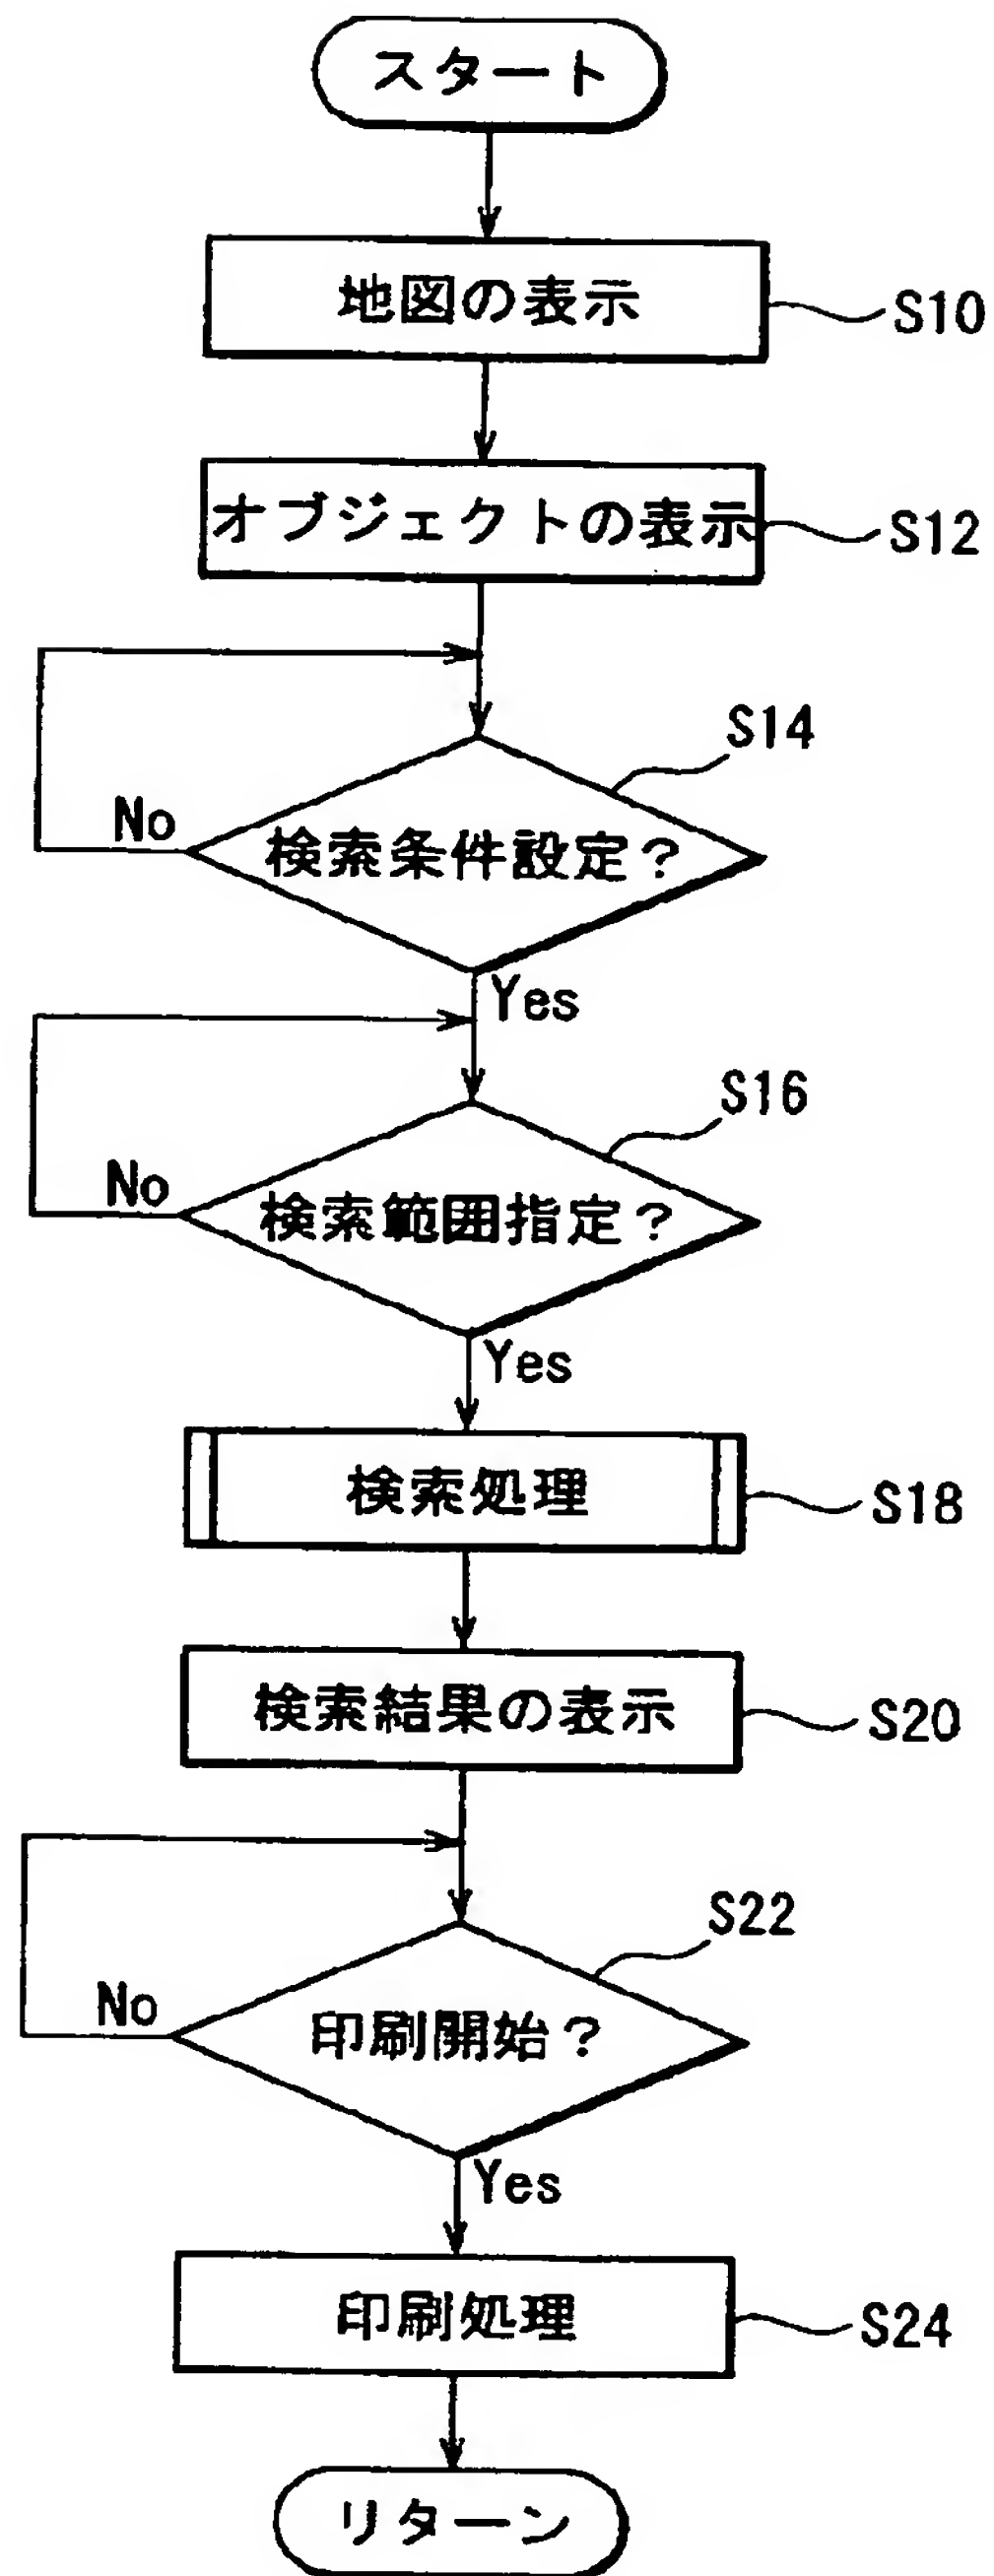 スタート
地図の表示
S10
オブジェクトの表示
S12
S14
No
検索条件設定?
Yes
S16
No
検索範囲指定?
Yes
検索処理
S18
検索結果の表示
S20
S22
No
印刷開始?
Yes
印刷処理
S24
リターン